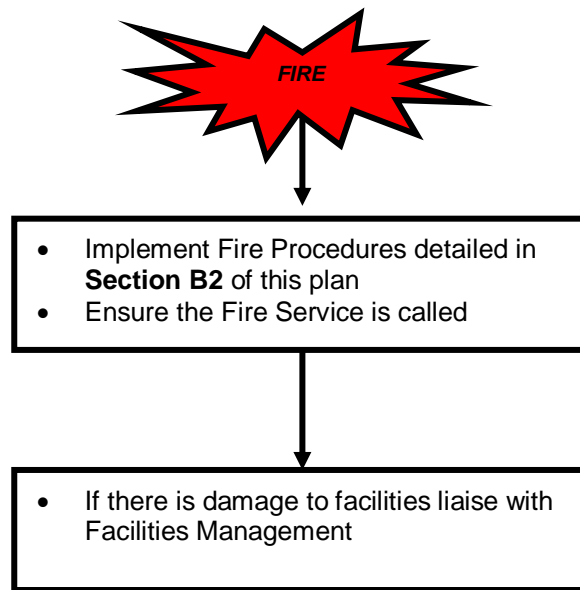 FIRE
• Implement Fire Procedures detailed in
Section B2 of this plan
• Ensure the Fire Service is called
• If there is damage to facilities liaise with
Facilities Management